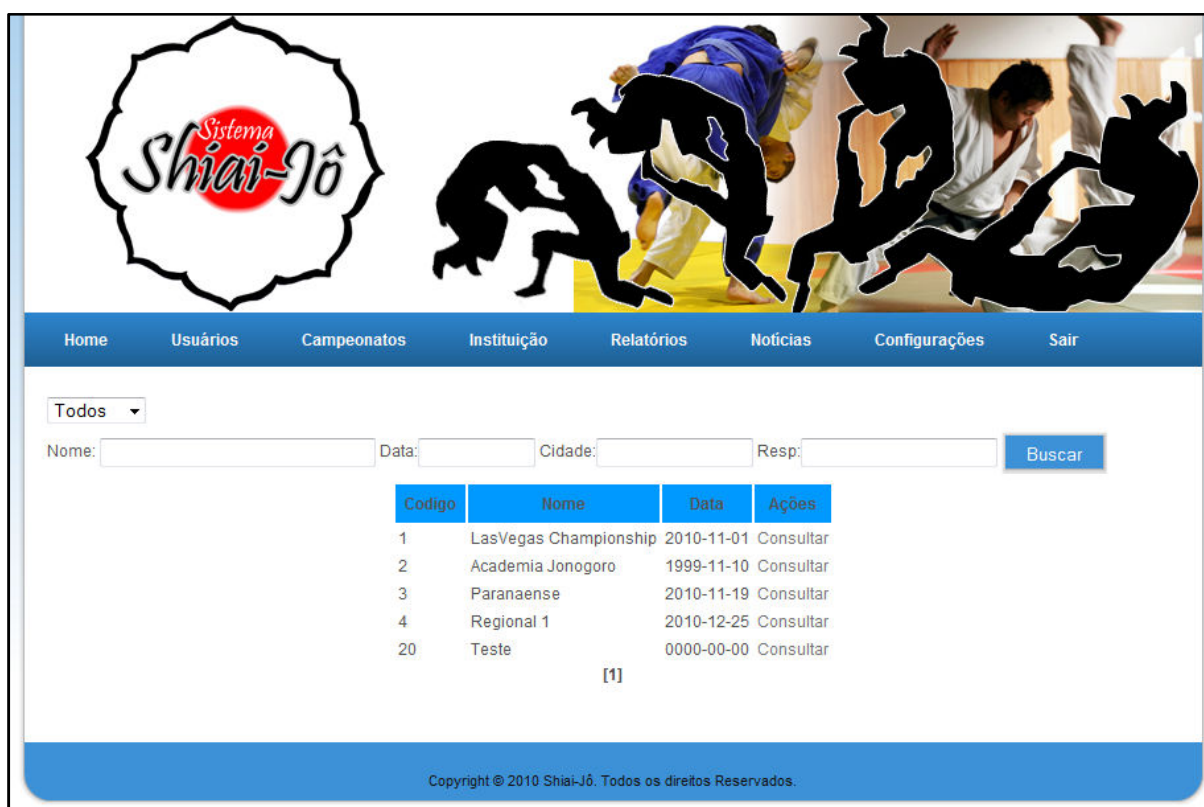 Sistema
Shiai-Jô
Home Usuários Campeonatos Instituição Relatórios Notícias Configurações Sair
Todos
Nome: Data: Cidade: Resp: Buscar
Codigo Nome Data Ações
1 LasVegas Championship 2010-11-01 Consultar
2 Academia Jonogoro 1999-11-10 Consultar
3 Paranaense 2010-11-19 Consultar
4 Regional 1 2010-12-25 Consultar
20 Teste 0000-00-00 Consultar
[1]
Copyright © 2010 Shiai-Jô. Todos os direitos Reservados.